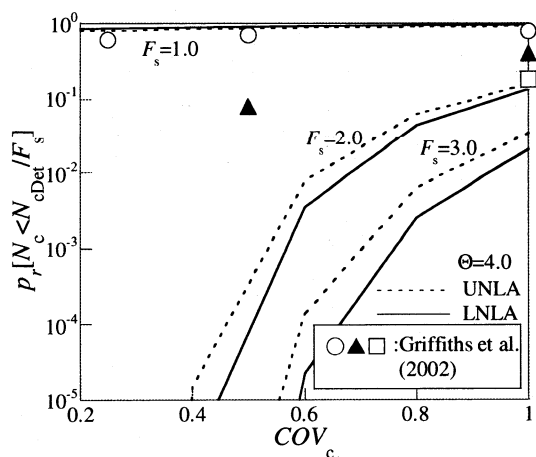 10⁰
F_s=1.0
10⁻¹
F_s–2.0
F_s=3.0
10⁻²
10⁻³
10⁻⁴
10⁻⁵
p_r[N_c<N_cDet/F_s]
Θ=4.0
UNLA
LNLA
:Griffiths et al.
(2002)
0.2 0.4 0.6 0.8 1
COV_c